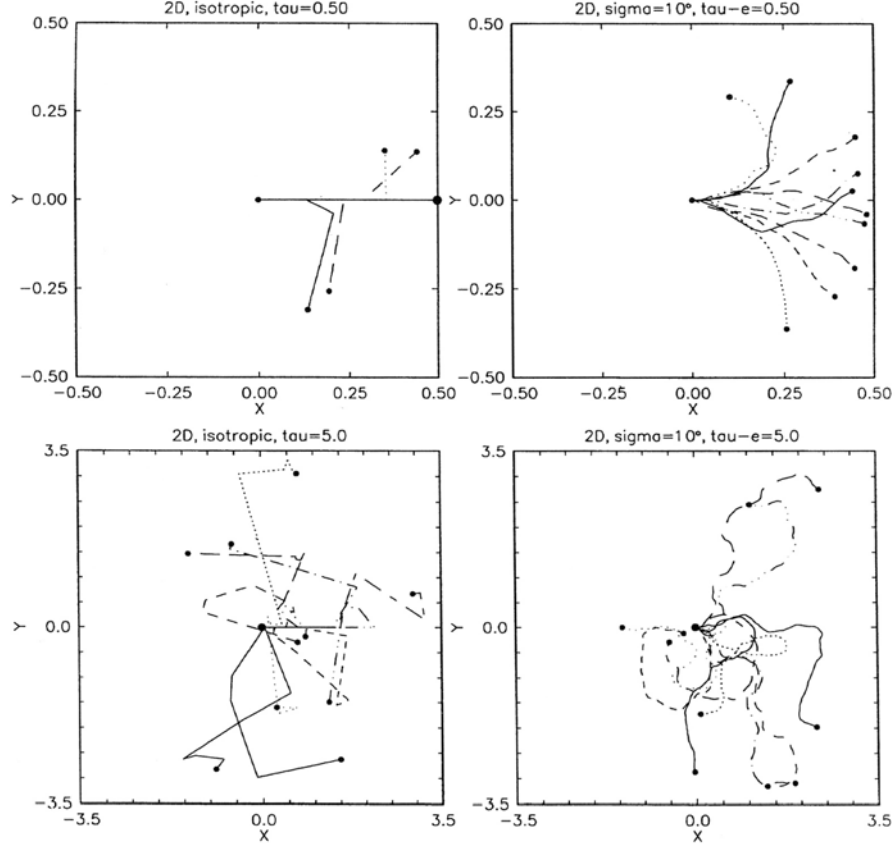 2D, isotropic, tau=0.50
2D, sigma=10°, tau-e=0.50
0.50
0.25
0.00
-0.25
-0.50
Y
-0.50 -0.25 0.00 0.25 0.50
X
0.50
0.25
0.00
-0.25
-0.50
Y
-0.50 -0.25 0.00 0.25 0.50
X
2D, isotropic, tau=5.0
2D, sigma=10°, tau-e=5.0
3.5
0.0
-3.5
Y
-3.5 0.0 3.5
X
3.5
0.0
-3.5
Y
-3.5 0.0 3.5
X